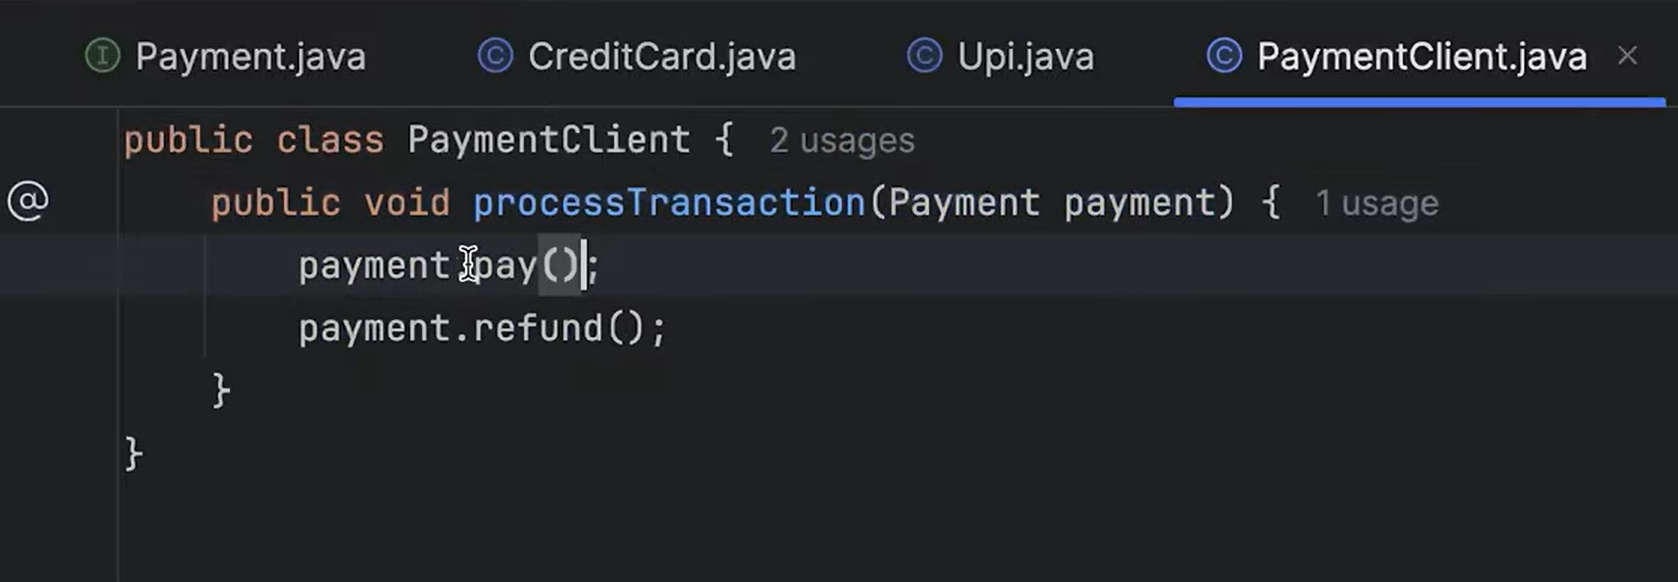 Payment.java CreditCard.java Upi.java PaymentClient.java
public class PaymentClient { 2 usages
@ public void processTransaction(Payment payment) { 1 usage
payment.pay();
payment.refund();
}
}